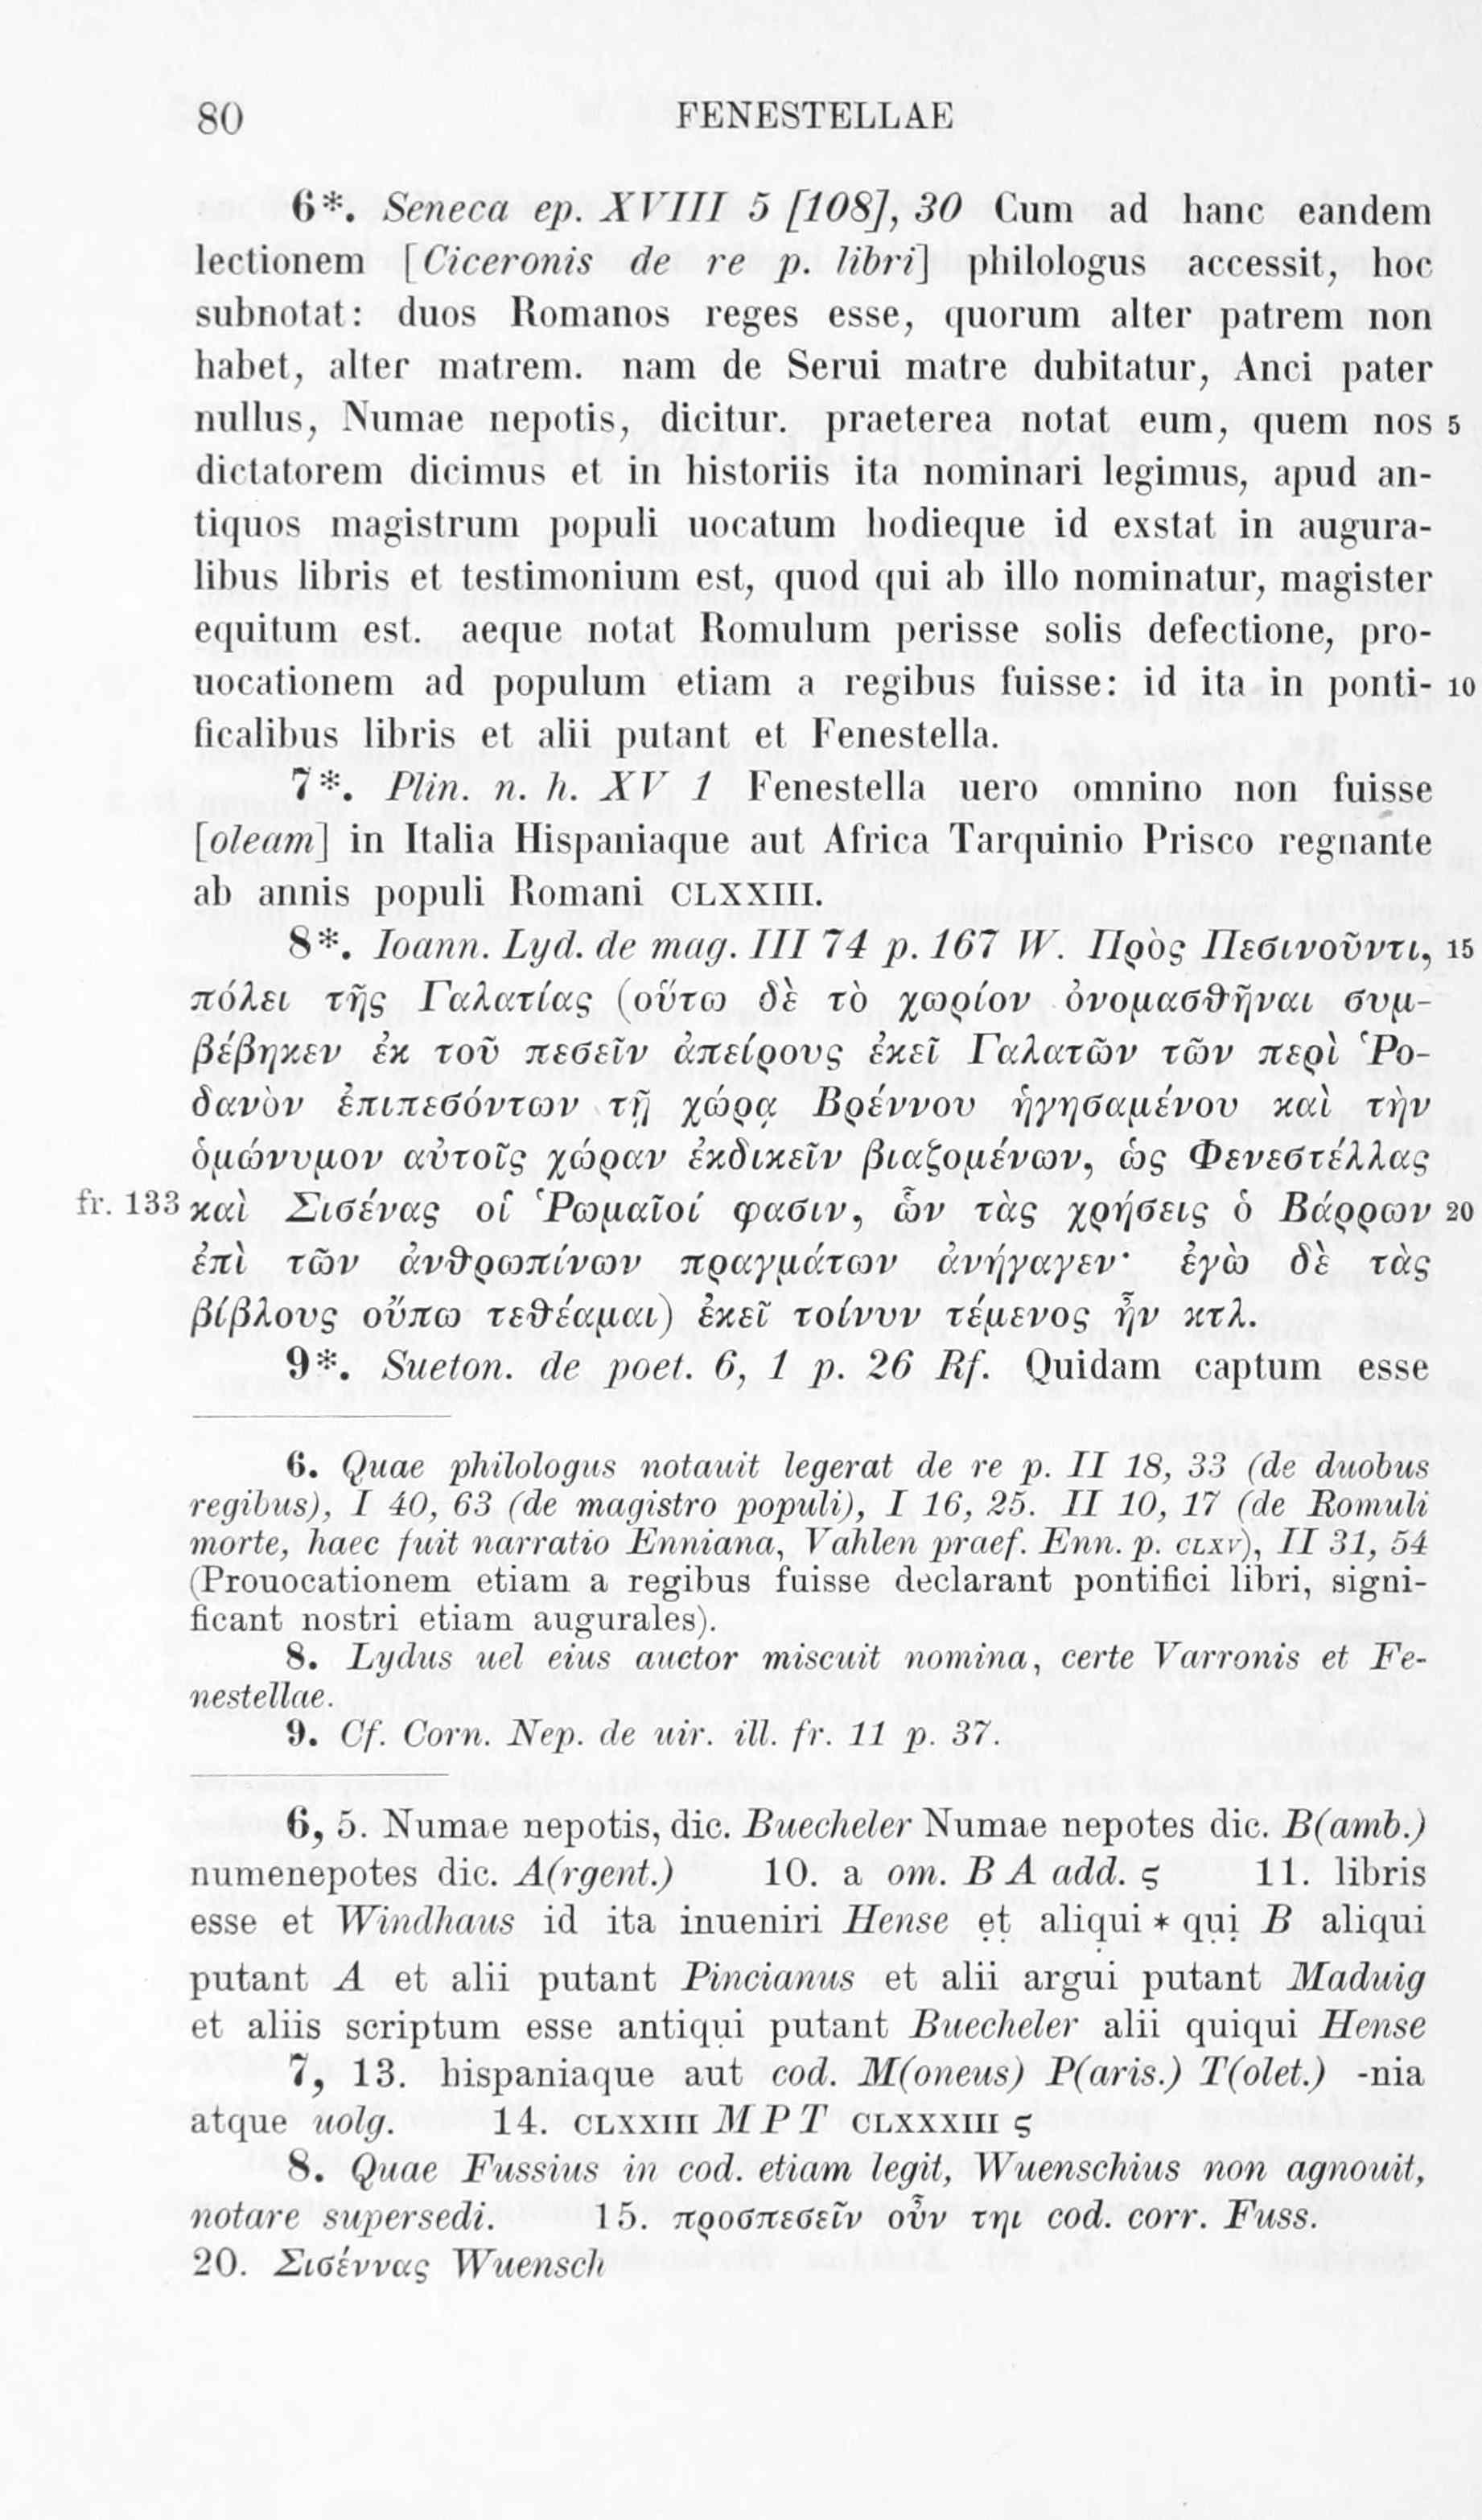 80 FENESTELLAE
6*. Seneca ep. XVIII 5 [108], 30 Cum ad hanc eandem
lectionem [Ciceronis de re p. libri] philologus accessit, hoc
subnotat: duos Romanos reges esse, quorum alter patrem non
habet, alter matrem. nam de Serui matre dubitatur, Anci pater
nullus, Numae nepotis, dicitur. praeterea notat eum, quem nos 5
dictatorem dicimus et in historiis ita nominari legimus, apud an-
tiquos magistrum populi uocatum hodieque id exstat in augura-
libus libris et testimonium est, quod qui ab illo nominatur, magister
equitum est. aeque notat Romulum perisse solis defectione, pro-
uocationem ad populum etiam a regibus fuisse: id ita in ponti- 10
ficalibus libris et alii putant et Fenestella.
7*. Plin. n. h. XV 1 Fenestella uero omnino non fuisse
[oleam] in Italia Hispaniaque aut Africa Tarquinio Prisco regnante
ab annis populi Romani CLXXIII.
8*. Ioann. Lyd. de mag. III 74 p. 167 W. Πρὸς Πεσινοῦντι, 15
πόλει τῆς Γαλατίας (οὕτω δὲ τὸ χωρίον ὀνομασθῆναι συμ-
βέβηκεν ἐκ τοῦ πεσεῖν ἀπείρους ἐκεῖ Γαλατῶν τῶν περὶ Ῥο-
δανὸν ἐπιπεσόντων τῇ χώρᾳ Βρέννου ἡγησαμένου καὶ τὴν
ὁμώνυμον αὐτοῖς χώραν ἐκδικεῖν βιαζομένων, ὡς Φενεστέλλας
fr. 133 καὶ Σισένας οἱ Ῥωμαῖοί φασιν, ὧν τὰς χρήσεις ὁ Βάρρων 20
ἐπὶ τῶν ἀνθρωπίνων πραγμάτων ἀνήγαγεν· ἐγὼ δὲ τὰς
βίβλους οὔπω τεθέαμαι) ἐκεῖ τοίνυν τέμενος ἦν κτλ.
9*. Sueton. de poet. 6, 1 p. 26 Rf. Quidam captum esse
6. Quae philologus notauit legerat de re p. II 18, 33 (de duobus
regibus), I 40, 63 (de magistro populi), I 16, 25. II 10, 17 (de Romuli
morte, haec fuit narratio Enniana, Vahlen praef. Enn. p. CLXV), II 31, 54
(Prouocationem etiam a regibus fuisse declarant pontifici libri, signi-
ficant nostri etiam augurales).
8. Lydus uel eius auctor miscuit nomina, certe Varronis et Fe-
nestellae.
9. Cf. Corn. Nep. de uir. ill. fr. 11 p. 37.
6, 5. Numae nepotis, dic. Buecheler Numae nepotes dic. B(amb.)
numenepotes dic. A(rgent.) 10. a om. B A add. ς 11. libris
esse et Windhaus id ita inueniri Hense ẹṭ aliqui * qụị B aliqui
putant A et alii putant Pincianus et alii argui putant Maduig
et aliis scriptum esse antiqui putant Buecheler alii quiqui Hense
7, 13. hispaniaque aut cod. M(oneus) P(aris.) T(olet.) -nia
atque uolg. 14. CLXXIII M P T CLXXXIII ς
8. Quae Fussius in cod. etiam legit, Wuenschius non agnouit,
notare supersedi. 15. προσπεσεῖν οὖν τηι cod. corr. Fuss.
20. Σισέννας Wuensch